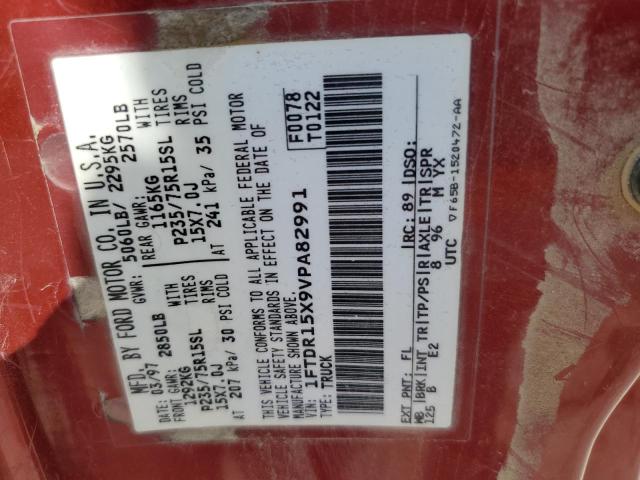 MFD. BY FORD MOTOR CO. IN U.S.A.
DATE: 03/97 GVWR: 5060LB/ 2295KG
FRONT GAWR: 2850LB REAR GAWR: 2570LB
1292KG WITH 1165KG WITH
P235/75R15SL TIRES P235/75R15SL TIRES
15X7.0J RIMS 15X7.0J RIMS
AT 207 kPa/ 30 PSI COLD AT 241 kPa/ 35 PSI COLD
THIS VEHICLE CONFORMS TO ALL APPLICABLE FEDERAL MOTOR
VEHICLE SAFETY STANDARDS IN EFFECT ON THE DATE OF
MANUFACTURE SHOWN ABOVE.
VIN: 1FTDR15X9VPA82991 F0078
TYPE: TRUCK T0122
EXT PNT: FL RC: 89 DSO:
WB BRK INT TR TP/PS R AXLE TR SPR
125 B E2 8 96 M YX
UTC ▽F65B-1520472-AA